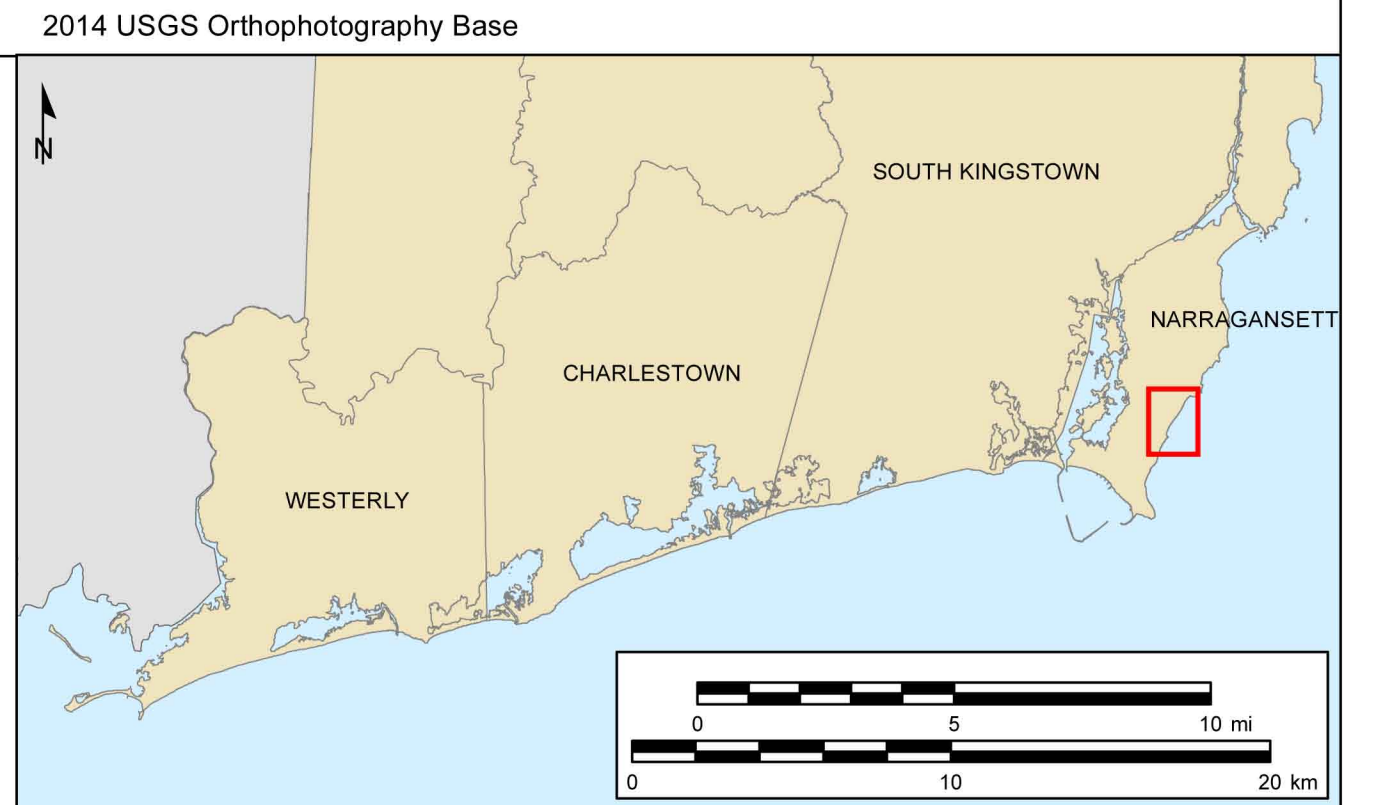 2014 USGS Orthophotography Base
N
SOUTH KINGSTOWN
NARRAGANSETT
CHARLESTOWN
WESTERLY
0 5 10 mi
0 10 20 km